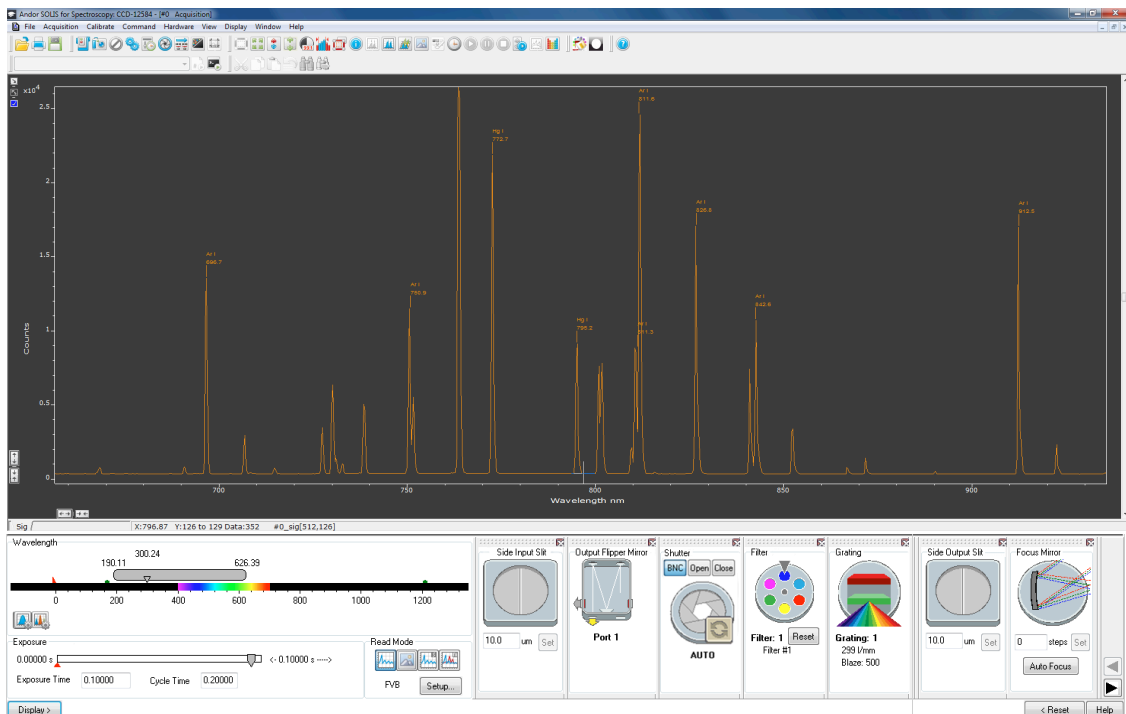 Andor SOLIS for Spectroscopy: CCD-12584 - [#0 Acquisition]
File Acquisition Calibrate Command Hardware View Display Window Help
x10⁴
2.5
2
1.5
1
0.5
0
Counts
Ar I
696.7
Ar I
750.9
Hg I
772.7
Hg I
795.2
Ar I
811.6
Ar I
811.3
Ar I
826.8
Ar I
842.6
Ar I
912.5
700 750 800 850 900
Wavelength nm
Sig X:796.87 Y:126 to 129 Data:352 #0_sig[512,126]
Wavelength
300.24
190.11 626.39
0 200 400 600 800 1000 1200
Exposure
0.00000 s <- 0.10000 s ---->
Exposure Time 0.10000 Cycle Time 0.20000
Read Mode
FVB Setup...
Side Input Slit
10.0 um Set
Output Flipper Mirror
Port 1
Shutter
BNC Open Close
AUTO
Filter
Filter: 1 Reset
Filter #1
Grating
Grating: 1
299 l/mm
Blaze: 500
Side Output Slit
10.0 um Set
Focus Mirror
0 steps Set
Auto Focus
Display >
< Reset Help